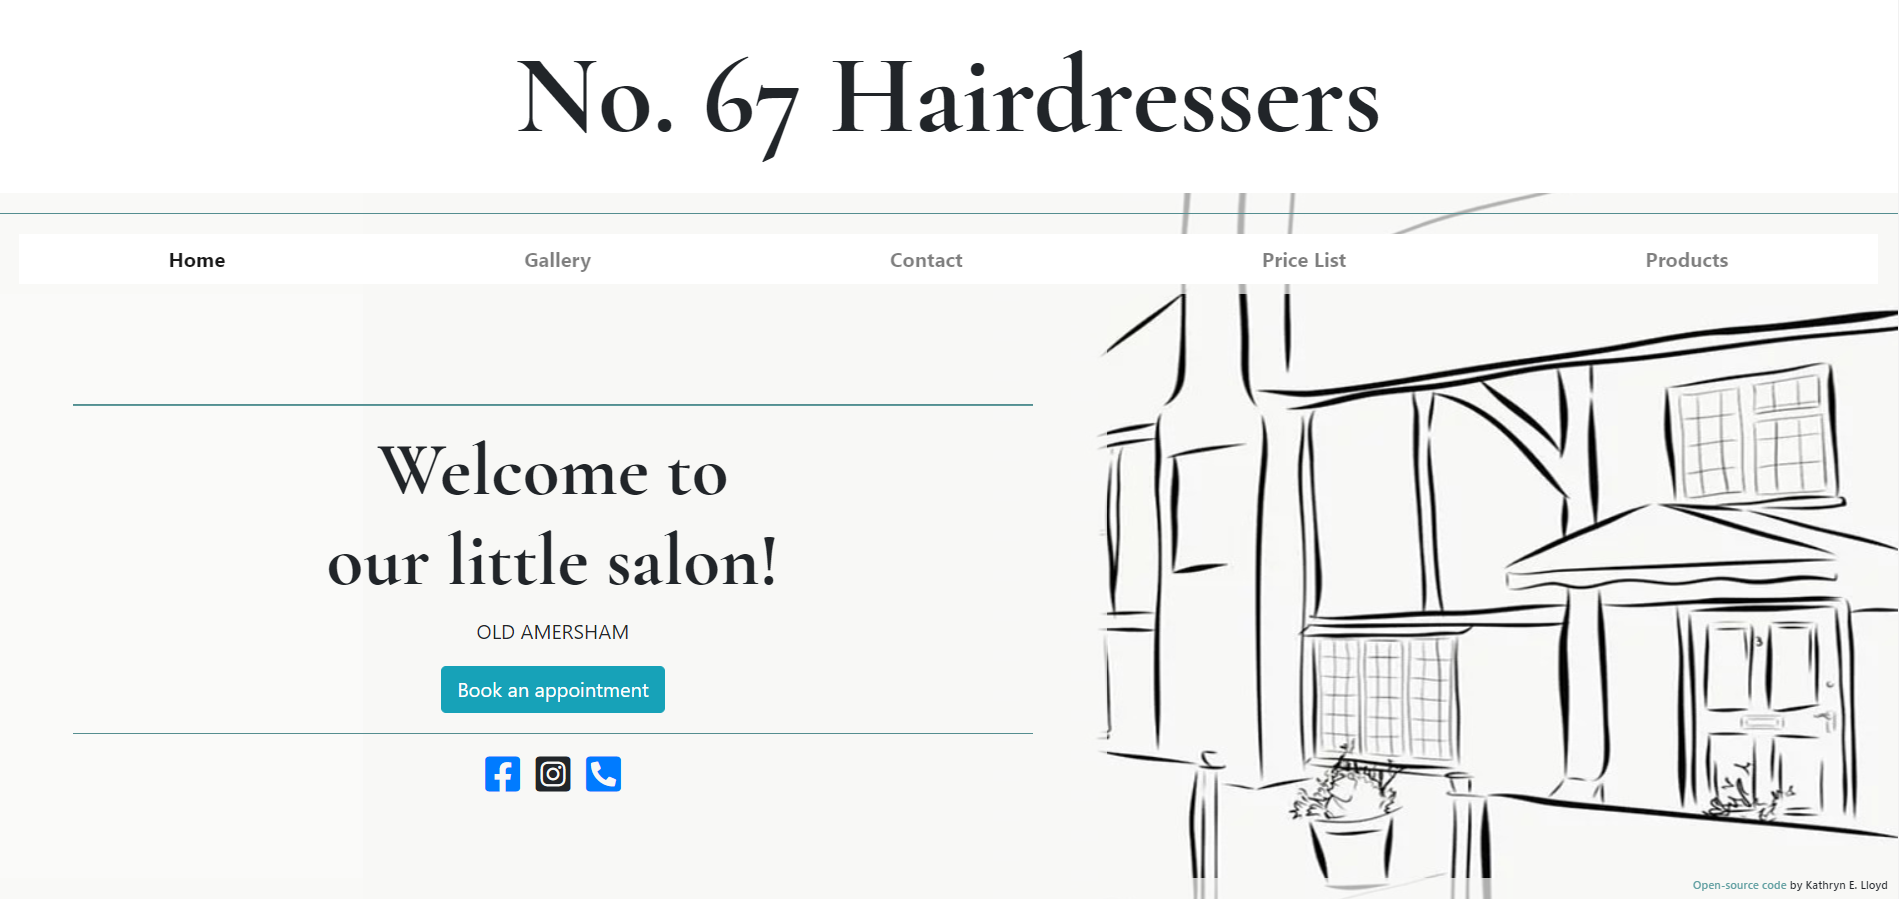 No. 67 Hairdressers
Home Gallery Contact Price List Products
Welcome to
our little salon!
OLD AMERSHAM
Book an appointment
3
Open-source code by Kathryn E. Lloyd